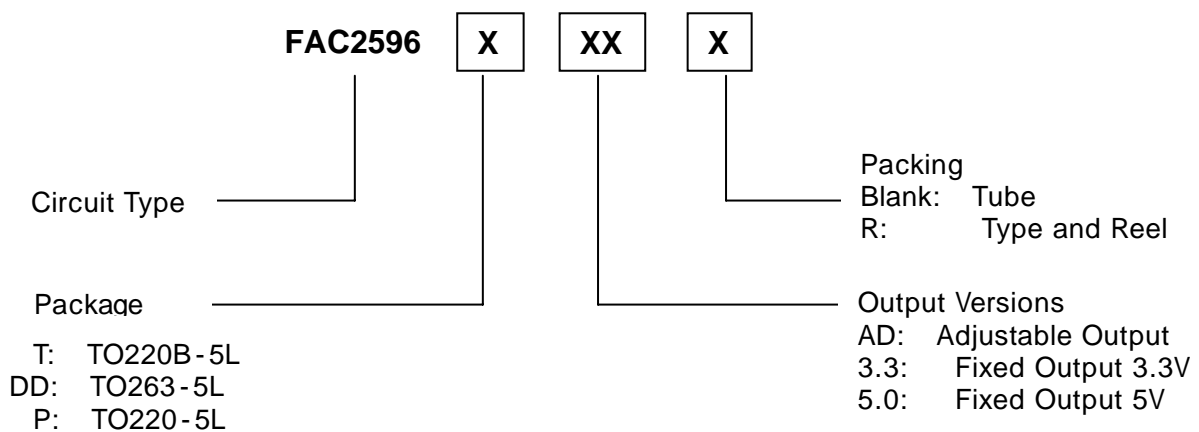 FAC2596 X XX X
Circuit Type
Packing
Blank: Tube
R: Type and Reel
Package
T: TO220B-5L
DD: TO263-5L
P: TO220-5L
Output Versions
AD: Adjustable Output
3.3: Fixed Output 3.3V
5.0: Fixed Output 5V